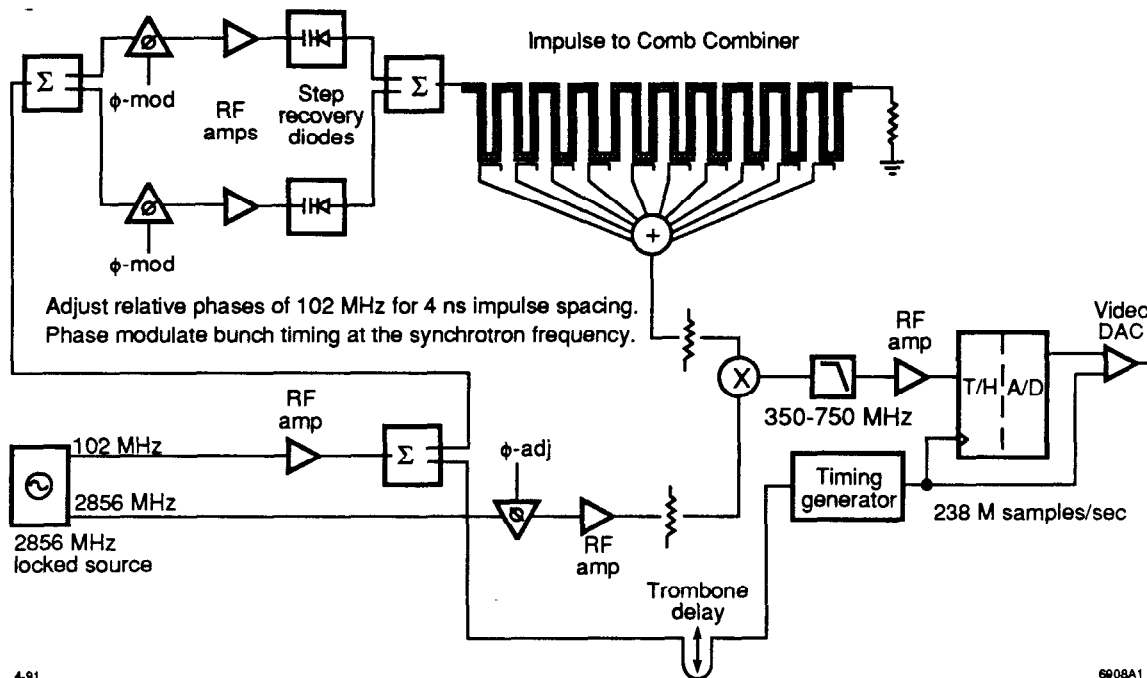 Impulse to Comb Combiner
Σ
Ø
ϕ-mod
RF
amps
Step
recovery
diodes
Σ
Ø
ϕ-mod
+
Adjust relative phases of 102 MHz for 4 ns impulse spacing.
Phase modulate bunch timing at the synchrotron frequency.
X
350-750 MHz
RF
amp
T/H
A/D
Video
DAC
102 MHz
RF
amp
Σ
2856 MHz
2856 MHz
locked source
ϕ-adj
Ø
RF
amp
Timing
generator
238 M samples/sec
Trombone
delay
4-91
6908A1